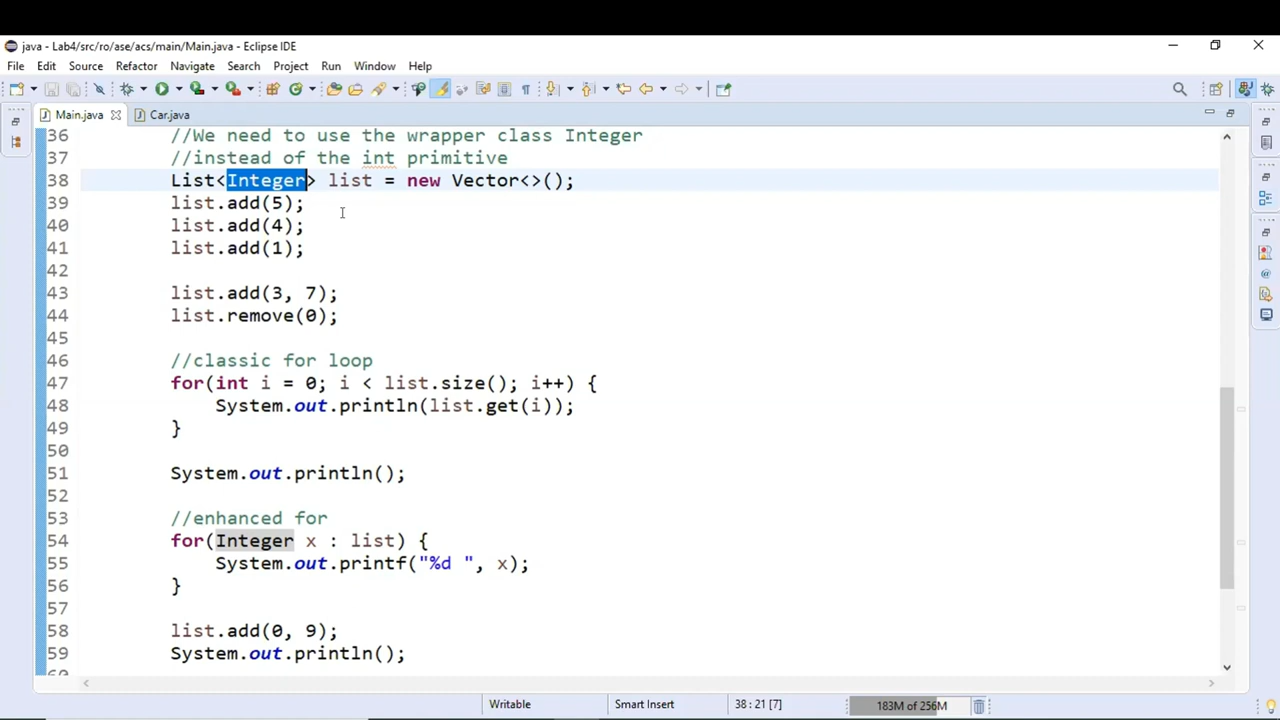 java - Lab4/src/ro/ase/acs/main/Main.java - Eclipse IDE
File Edit Source Refactor Navigate Search Project Run Window Help
Main.java Car.java
36 //We need to use the wrapper class Integer
37 //instead of the int primitive
38 List<Integer> list = new Vector<>();
39 list.add(5);
40 list.add(4);
41 list.add(1);
42
43 list.add(3, 7);
44 list.remove(0);
45
46 //classic for loop
47 for(int i = 0; i < list.size(); i++) {
48 System.out.println(list.get(i));
49 }
50
51 System.out.println();
52
53 //enhanced for
54 for(Integer x : list) {
55 System.out.printf("%d ", x);
56 }
57
58 list.add(0, 9);
59 System.out.println();
Writable Smart Insert 38 : 21 [7] 183M of 256M